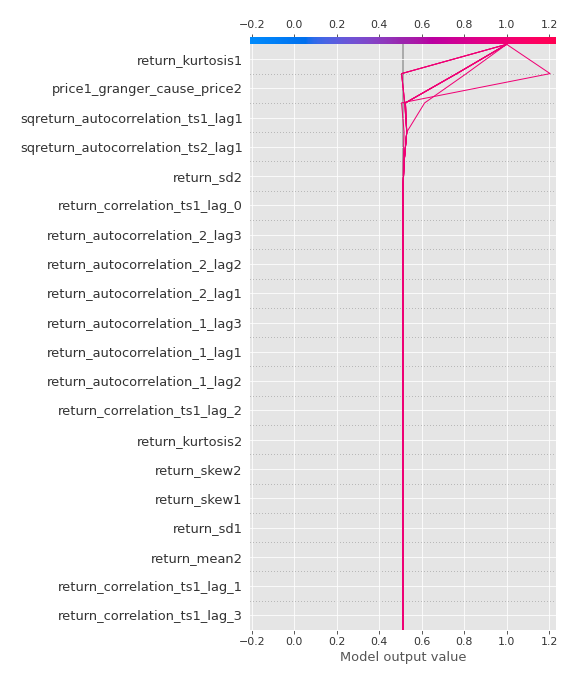 −0.2 0.0 0.2 0.4 0.6 0.8 1.0 1.2
return_kurtosis1
price1_granger_cause_price2
sqreturn_autocorrelation_ts1_lag1
sqreturn_autocorrelation_ts2_lag1
return_sd2
return_correlation_ts1_lag_0
return_autocorrelation_2_lag3
return_autocorrelation_2_lag2
return_autocorrelation_2_lag1
return_autocorrelation_1_lag3
return_autocorrelation_1_lag1
return_autocorrelation_1_lag2
return_correlation_ts1_lag_2
return_kurtosis2
return_skew2
return_skew1
return_sd1
return_mean2
return_correlation_ts1_lag_1
return_correlation_ts1_lag_3
−0.2 0.0 0.2 0.4 0.6 0.8 1.0 1.2
Model output value